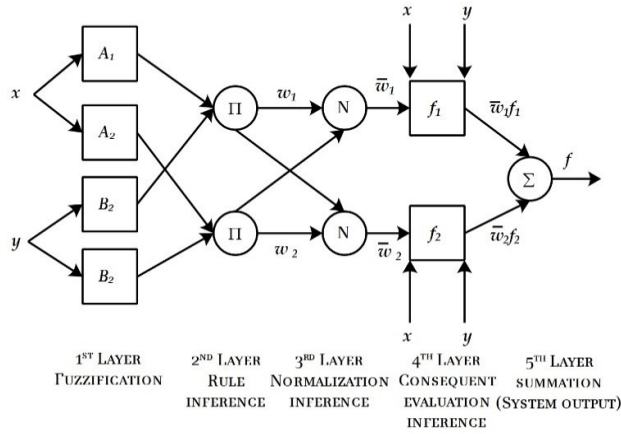 x y
A₁
x
w₁ w̅₁
Π N f₁ w̅₁f₁
A₂
f
Σ
B₂
y
Π N f₂ w̅₂f₂
w₂ w̅₂
B₂
x y
1ST LAYER
FUZZIFICATION
2ND LAYER
RULE
INFERENCE
3RD LAYER
NORMALIZATION
INFERENCE
4TH LAYER
CONSEQUENT
EVALUATION
INFERENCE
5TH LAYER
SUMMATION
(SYSTEM OUTPUT)